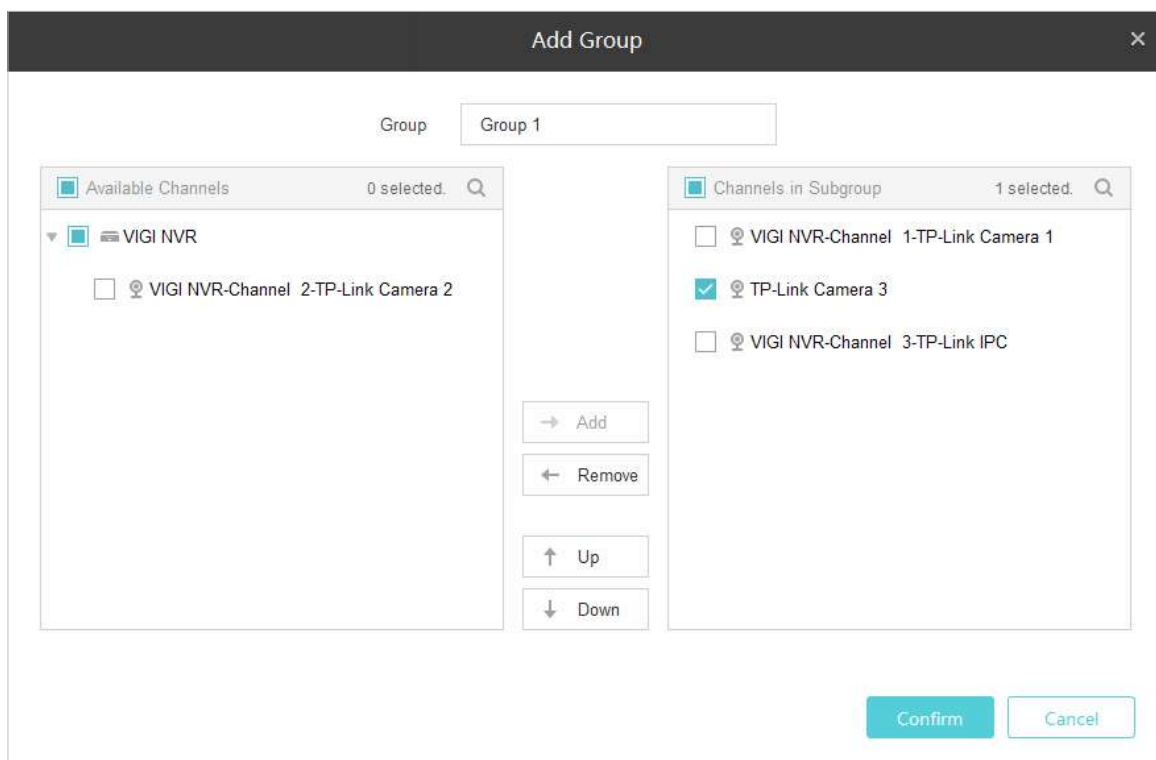 Add Group
Group Group 1
Available Channels 0 selected.
VIGI NVR
VIGI NVR-Channel 2-TP-Link Camera 2
Add
Remove
Up
Down
Channels in Subgroup 1 selected.
VIGI NVR-Channel 1-TP-Link Camera 1
TP-Link Camera 3
VIGI NVR-Channel 3-TP-Link IPC
Confirm Cancel